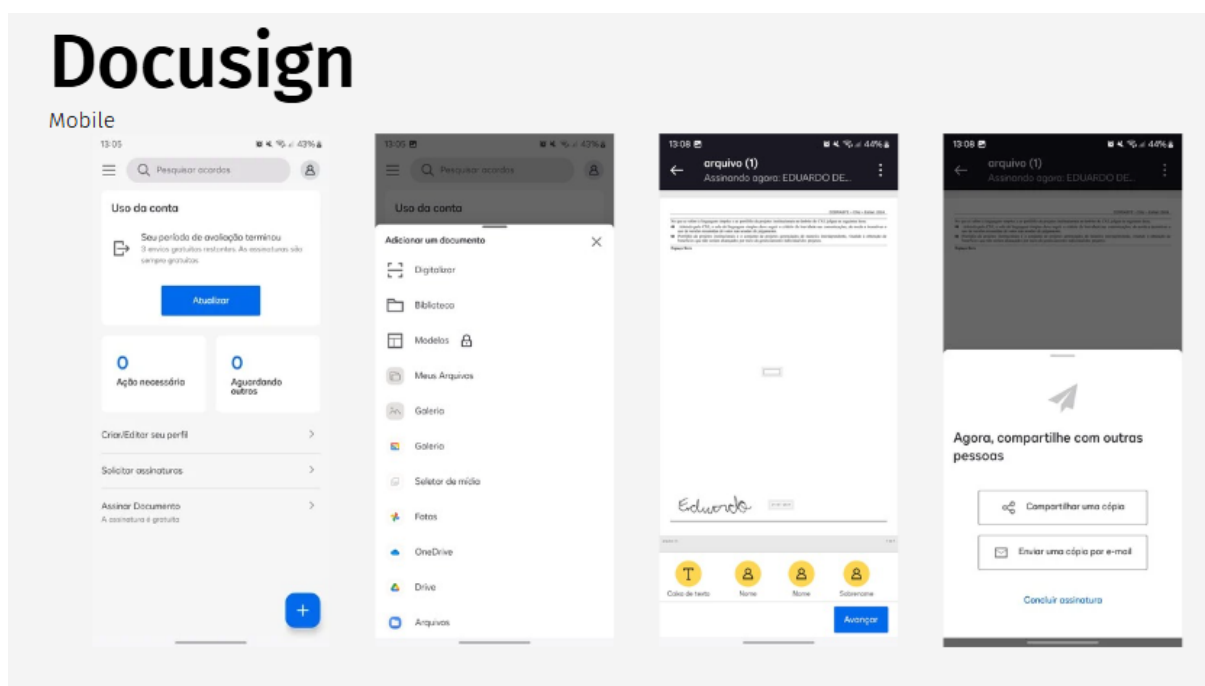 Docusign
Mobile
13:05
43%
Pesquisar acordos
Uso da conta
Seu período de avaliação terminou
3 envios gratuitos restantes. As assinaturas são
sempre gratuitas.
Atualizar
0
Ação necessária
0
Aguardando
outros
Criar/Editar seu perfil
Solicitar assinaturas
Assinar Documento
A assinatura é gratuita
13:05
43%
Pesquisar acordos
Uso da conta
Adicionar um documento
Digitalizar
Biblioteca
Modelos
Meus Arquivos
Galeria
Galeria
Seletor de mídia
Fotos
OneDrive
Drive
Arquivos
13:08
44%
arquivo (1)
Assinando agora: EDUARDO DE...
Eduardo
T
Caixa de texto
Nome
Nome
Sobrenome
Avançar
13:08
44%
arquivo (1)
Assinando agora: EDUARDO DE...
Agora, compartilhe com outras
pessoas
Compartilhar uma cópia
Enviar uma cópia por e-mail
Concluir assinatura